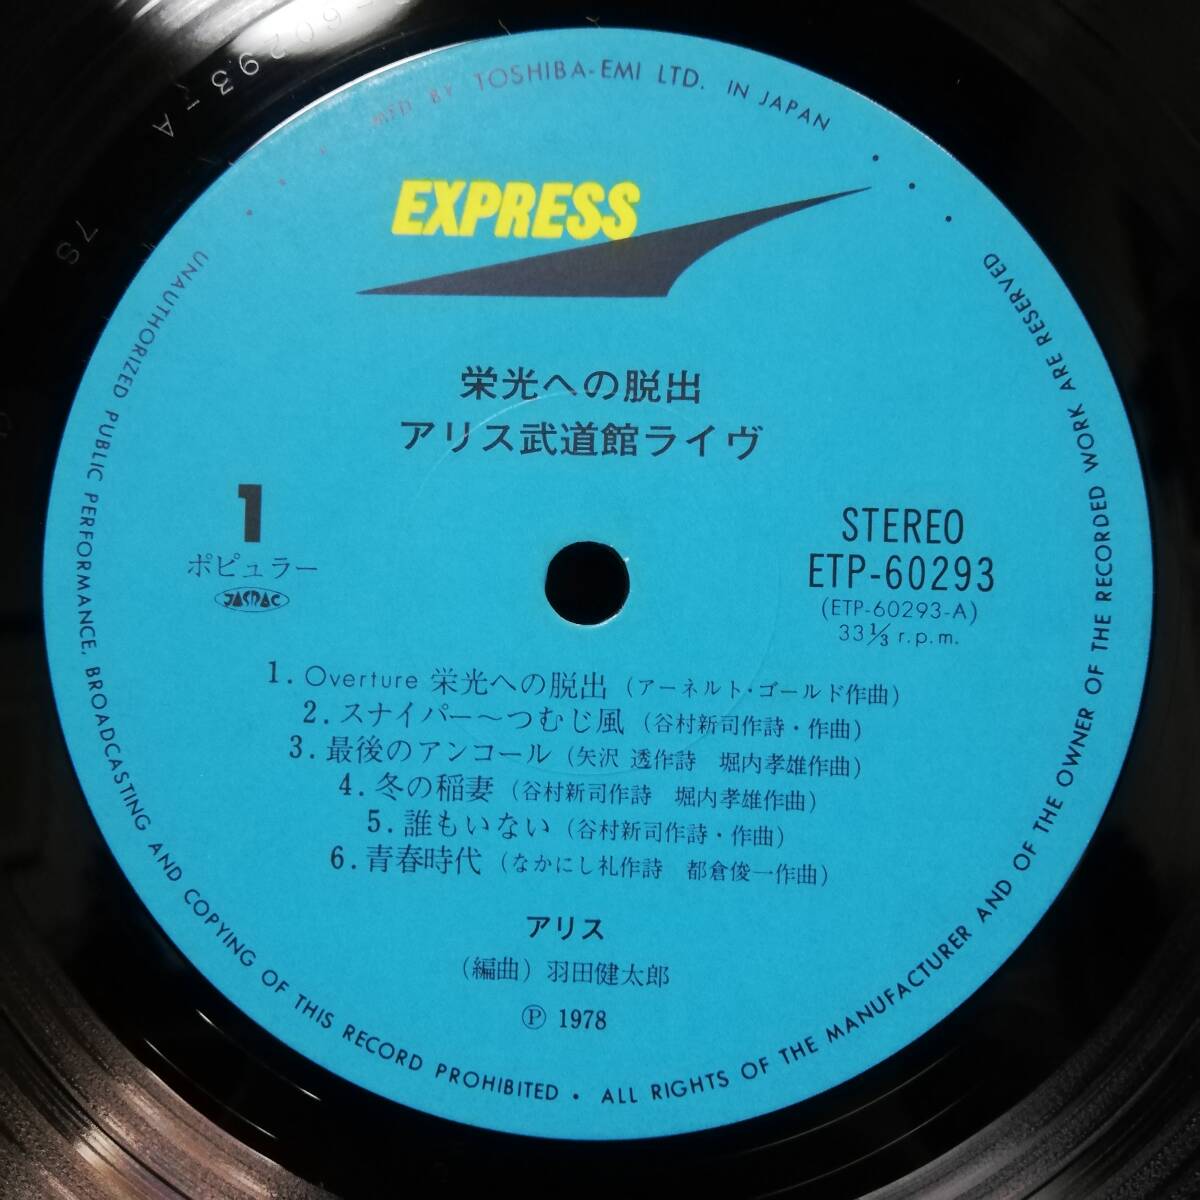 MFD BY TOSHIBA-EMI LTD. IN JAPAN
EXPRESS
栄光への脱出
アリス武道館ライヴ
1
ポピュラー
JASRAC
STEREO
ETP-60293
(ETP-60293-A)
33⅓ r.p.m.
1. Overture 栄光への脱出 (アーネルト・ゴールド作曲)
2. スナイパー〜つむじ風 (谷村新司作詩・作曲)
3. 最後のアンコール (矢沢 透作詩 堀内孝雄作曲)
4. 冬の稲妻 (谷村新司作詩 堀内孝雄作曲)
5. 誰もいない (谷村新司作詩・作曲)
6. 青春時代 (なかにし札作詩 都倉俊一作曲)
アリス
(編曲) 羽田健太郎
Ⓟ 1978
UNAUTHORIZED PUBLIC PERFORMANCE, BROADCASTING AND COPYING OF THIS RECORD PROHIBITED • ALL RIGHTS OF THE MANUFACTURER AND OF THE OWNER OF THE RECORDED WORK ARE RESERVED
60293-A
7S